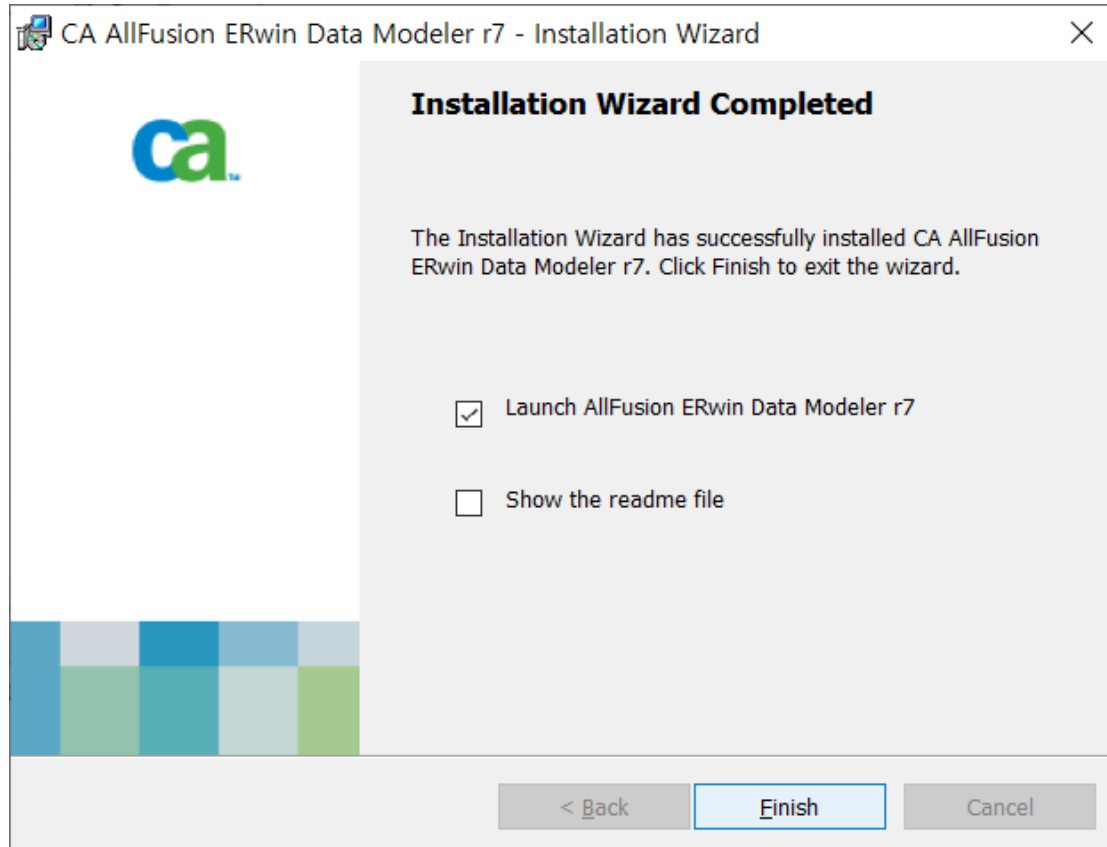 CA AllFusion ERwin Data Modeler r7 - Installation Wizard
ca
Installation Wizard Completed
The Installation Wizard has successfully installed CA AllFusion
ERwin Data Modeler r7. Click Finish to exit the wizard.
Launch AllFusion ERwin Data Modeler r7
Show the readme file
< Back
Finish
Cancel